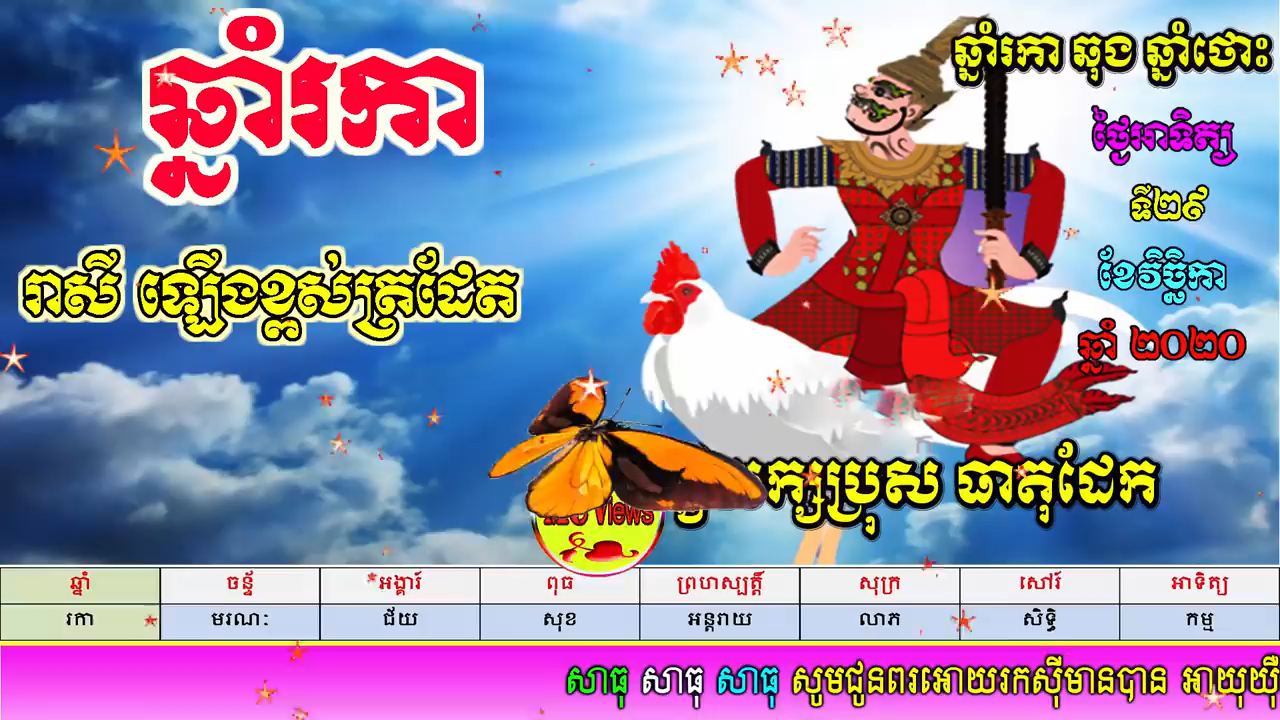 ឆ្នាំរកា
រាសី ឡើងខ្ពស់ត្រដែត
ឆ្នាំរកា ឆុង ឆ្នាំថោះ
ថ្ងៃអាទិត្យ
ទី២៩
ខែវិច្ឆិកា
ឆ្នាំ ២០២០
យក្សប្រុស ធាតុដែក
Views
ឆ្នាំ ចន្ទ័ អង្គារ៍ ពុធ ព្រហស្បត្តិ៍ សុក្រ សៅរ៍ អាទិត្យ
រកា មរណៈ ជ័យ សុខ អន្តរាយ លាភ សិទ្ធិ កម្ម
សាធុ សាធុ សាធុ សូមជូនពរអោយរកស៊ីមានបាន អាយុយឺ